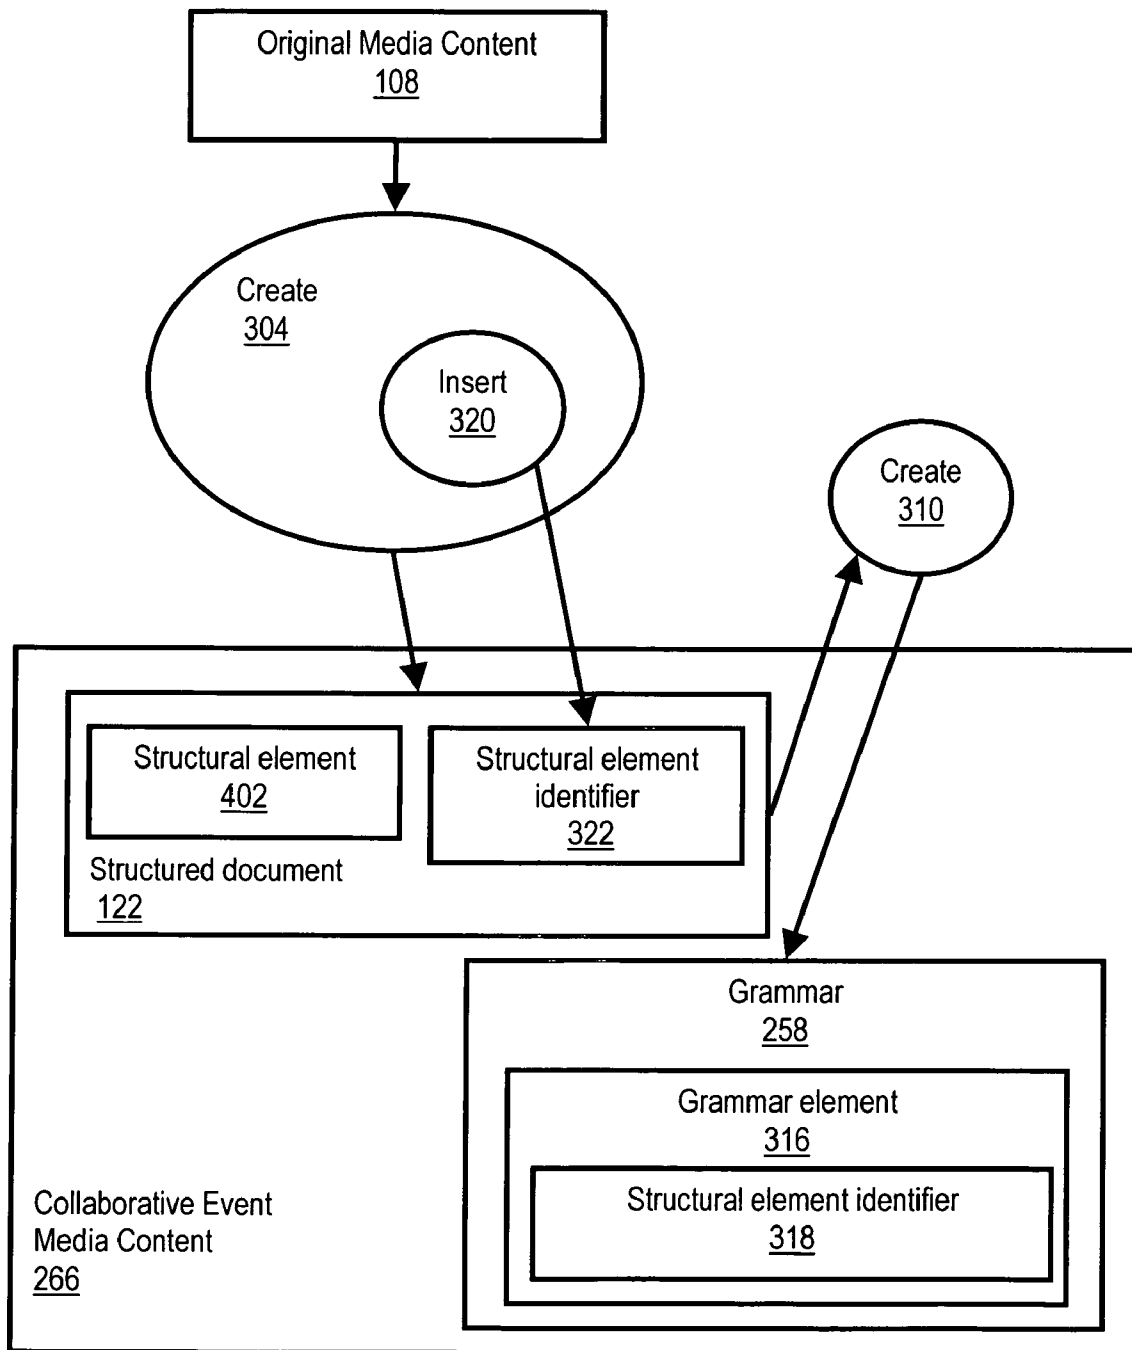 Original Media Content
108
Create
304
Insert
320
Create
310
Structural element
402
Structural element
identifier
322
Structured document
122
Grammar
258
Grammar element
316
Structural element identifier
318
Collaborative Event
Media Content
266